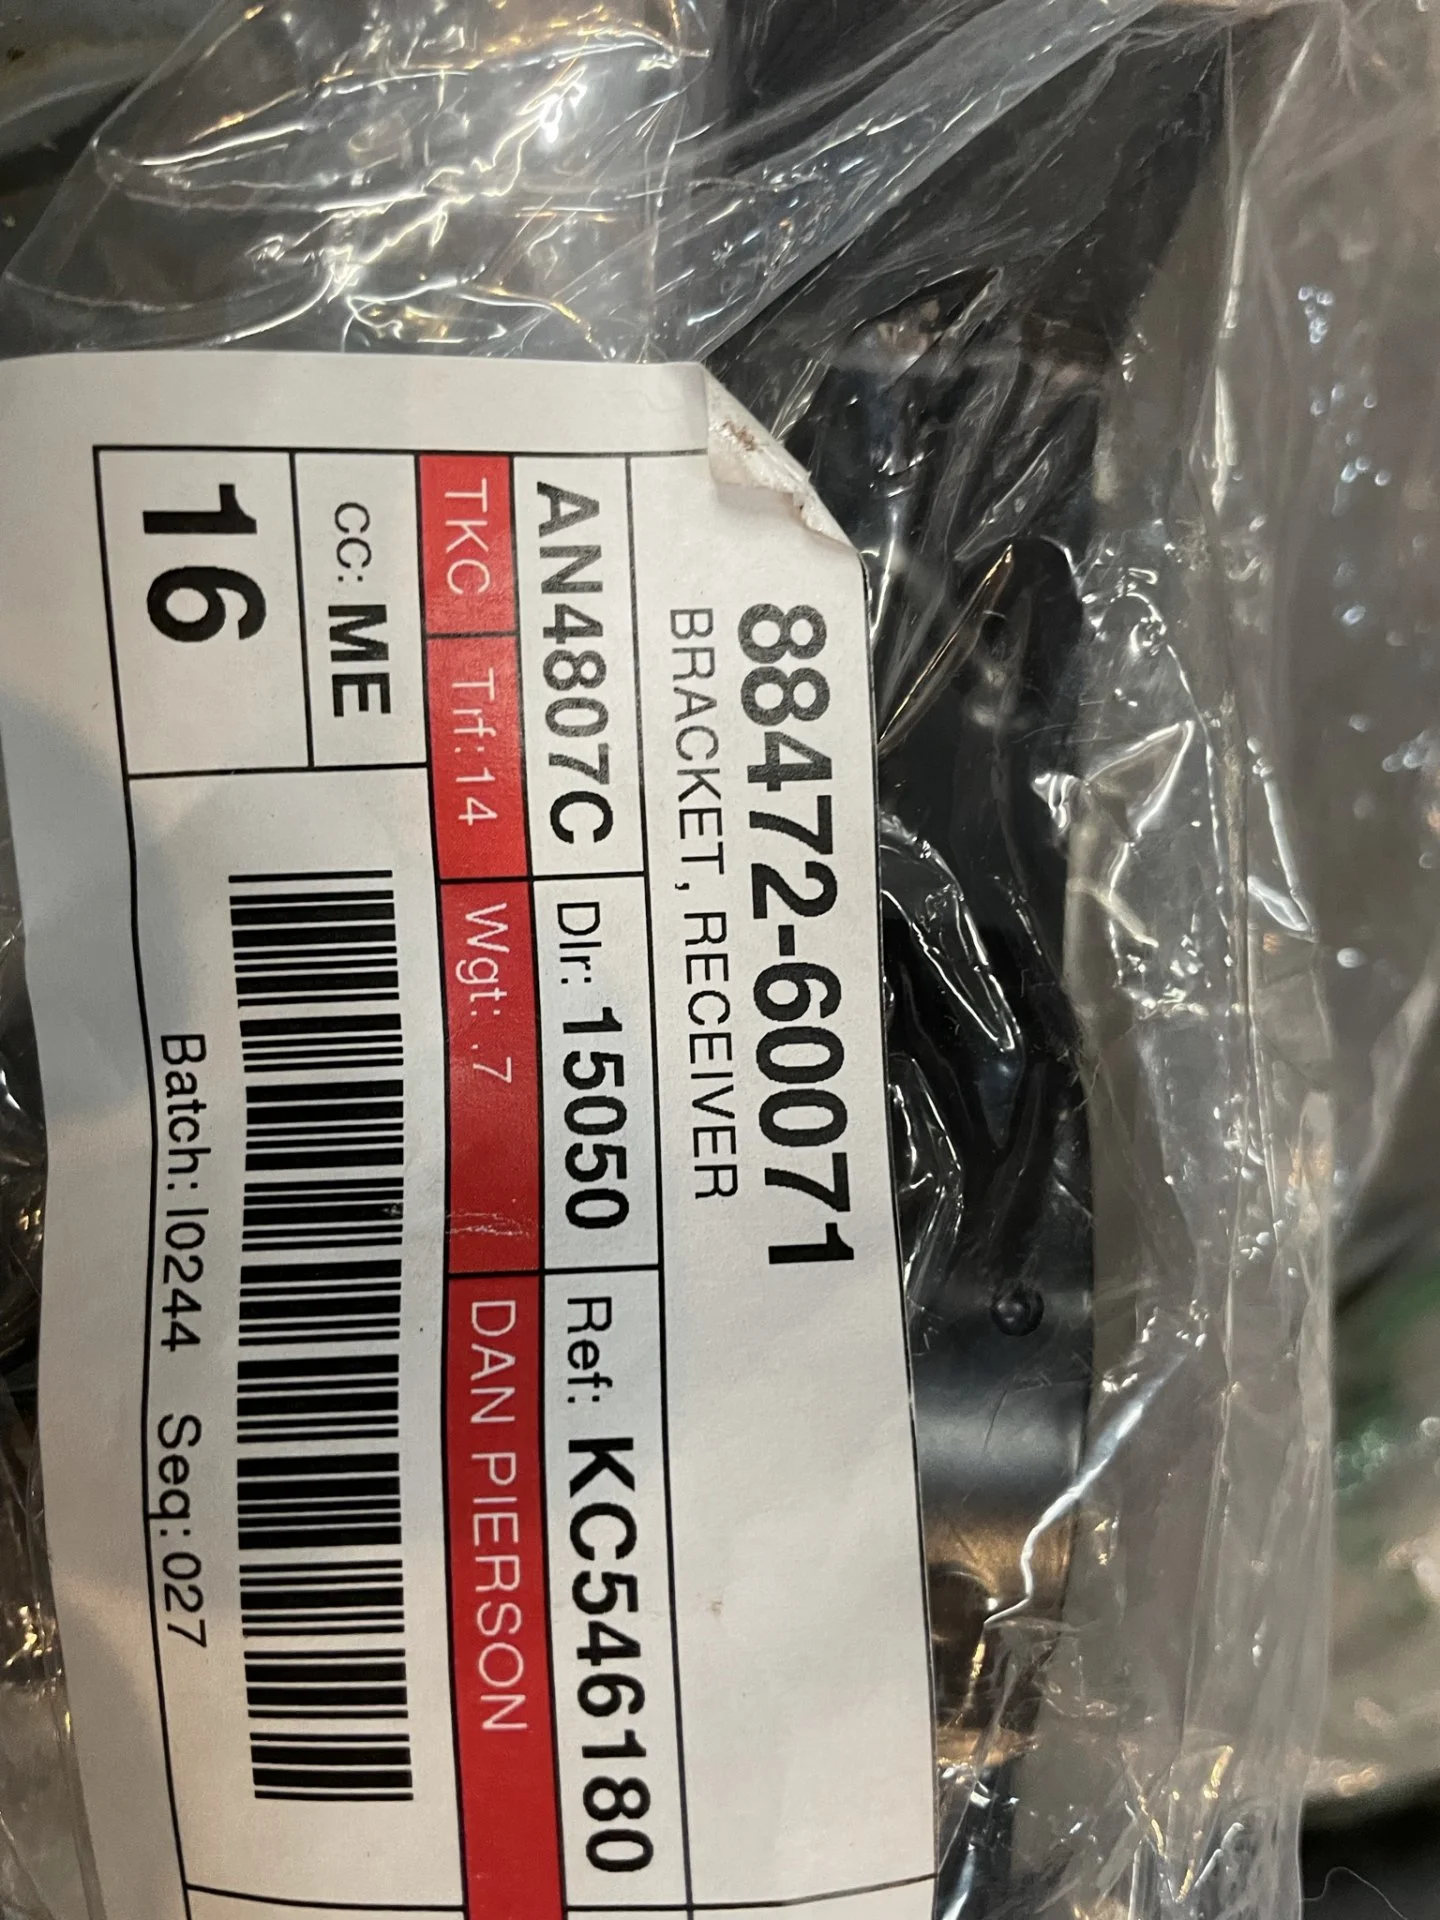 88472-60071
BRACKET, RECEIVER
AN4807C Dlr: 15050 Ref: KC546180
TKC Trf: 14 Wgt: .7 DAN PIERSON
CC: ME
16
Batch: I0244 Seq: 027